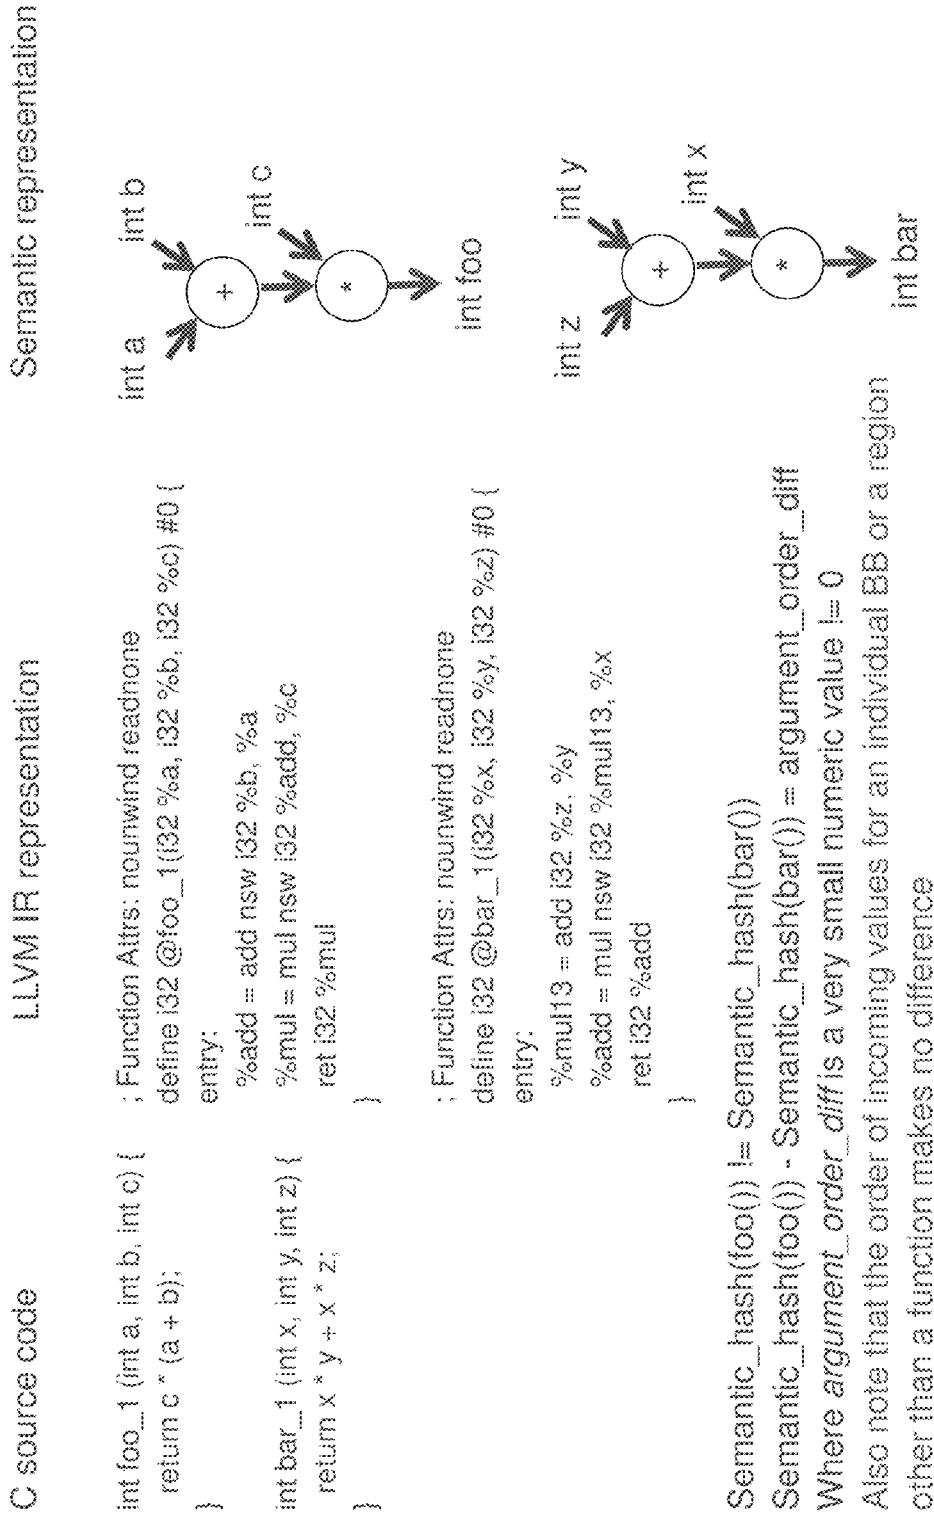 C source code
LLVM IR representation
Semantic representation
int foo_1 (int a, int b, int c) {
return c * (a + b);
}
int bar_1 (int x, int y, int z) {
return x * y + x * z;
}
; Function Attrs: nounwind readnone
define i32 @foo_1(i32 %a, i32 %b, i32 %c) #0 {
entry:
%add = add nsw i32 %b, %a
%mul = mul nsw i32 %add, %c
ret i32 %mul
}
; Function Attrs: nounwind readnone
define i32 @bar_1(i32 %x, i32 %y, i32 %z) #0 {
entry:
%mul13 = add i32 %z, %y
%add = mul nsw i32 %mul13, %x
ret i32 %add
}
int a
int b
+
int c
*
int foo
int z
int y
+
int x
*
int bar
Semantic_hash(foo()) != Semantic_hash(bar())
Semantic_hash(foo()) - Semantic_hash(bar()) = argument_order_diff
Where argument_order_diff is a very small numeric value != 0
Also note that the order of incoming values for an individual BB or a region
other than a function makes no difference